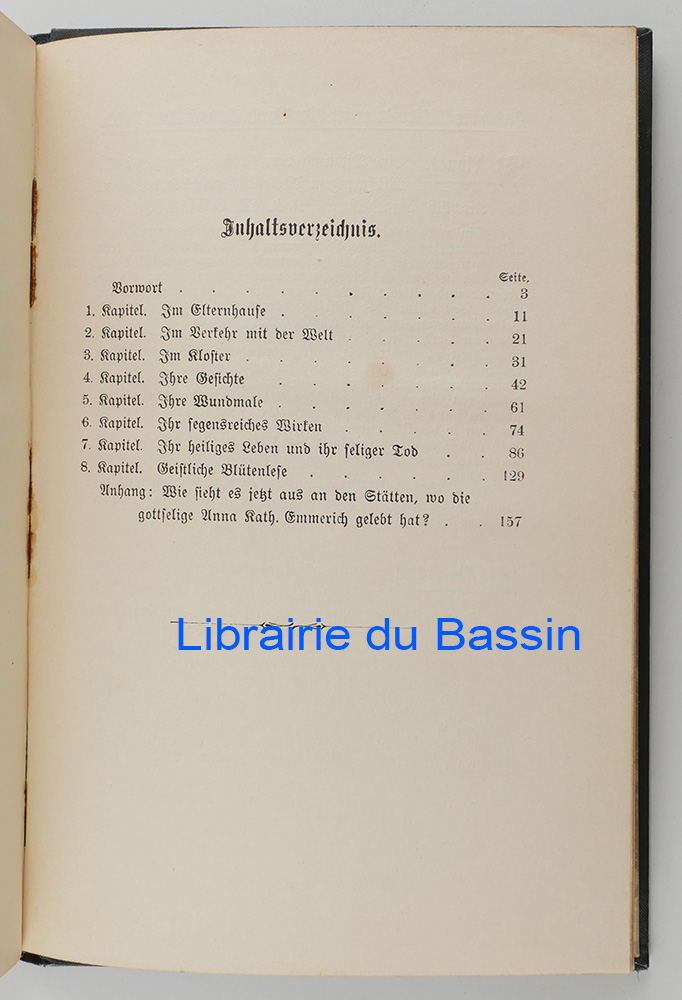 Inhaltsverzeichnis.
Seite.
Vorwort . . . . . . . . . . 3
1. Kapitel. Im Elternhause . . . . . . 11
2. Kapitel. Im Verkehr mit der Welt . . . . 21
3. Kapitel. Im Kloster . . . . . . . 31
4. Kapitel. Ihre Gesichte . . . . . . 42
5. Kapitel. Ihre Wundmale . . . . . . 61
6. Kapitel. Ihr segensreiches Wirken . . . . 74
7. Kapitel. Ihr heiliges Leben und ihr seliger Tod . . 86
8. Kapitel. Geistliche Blütenlese . . . . . 129
Anhang: Wie sieht es jetzt aus an den Stätten, wo die
gottselige Anna Kath. Emmerich gelebt hat? . . 157
Librairie du Bassin